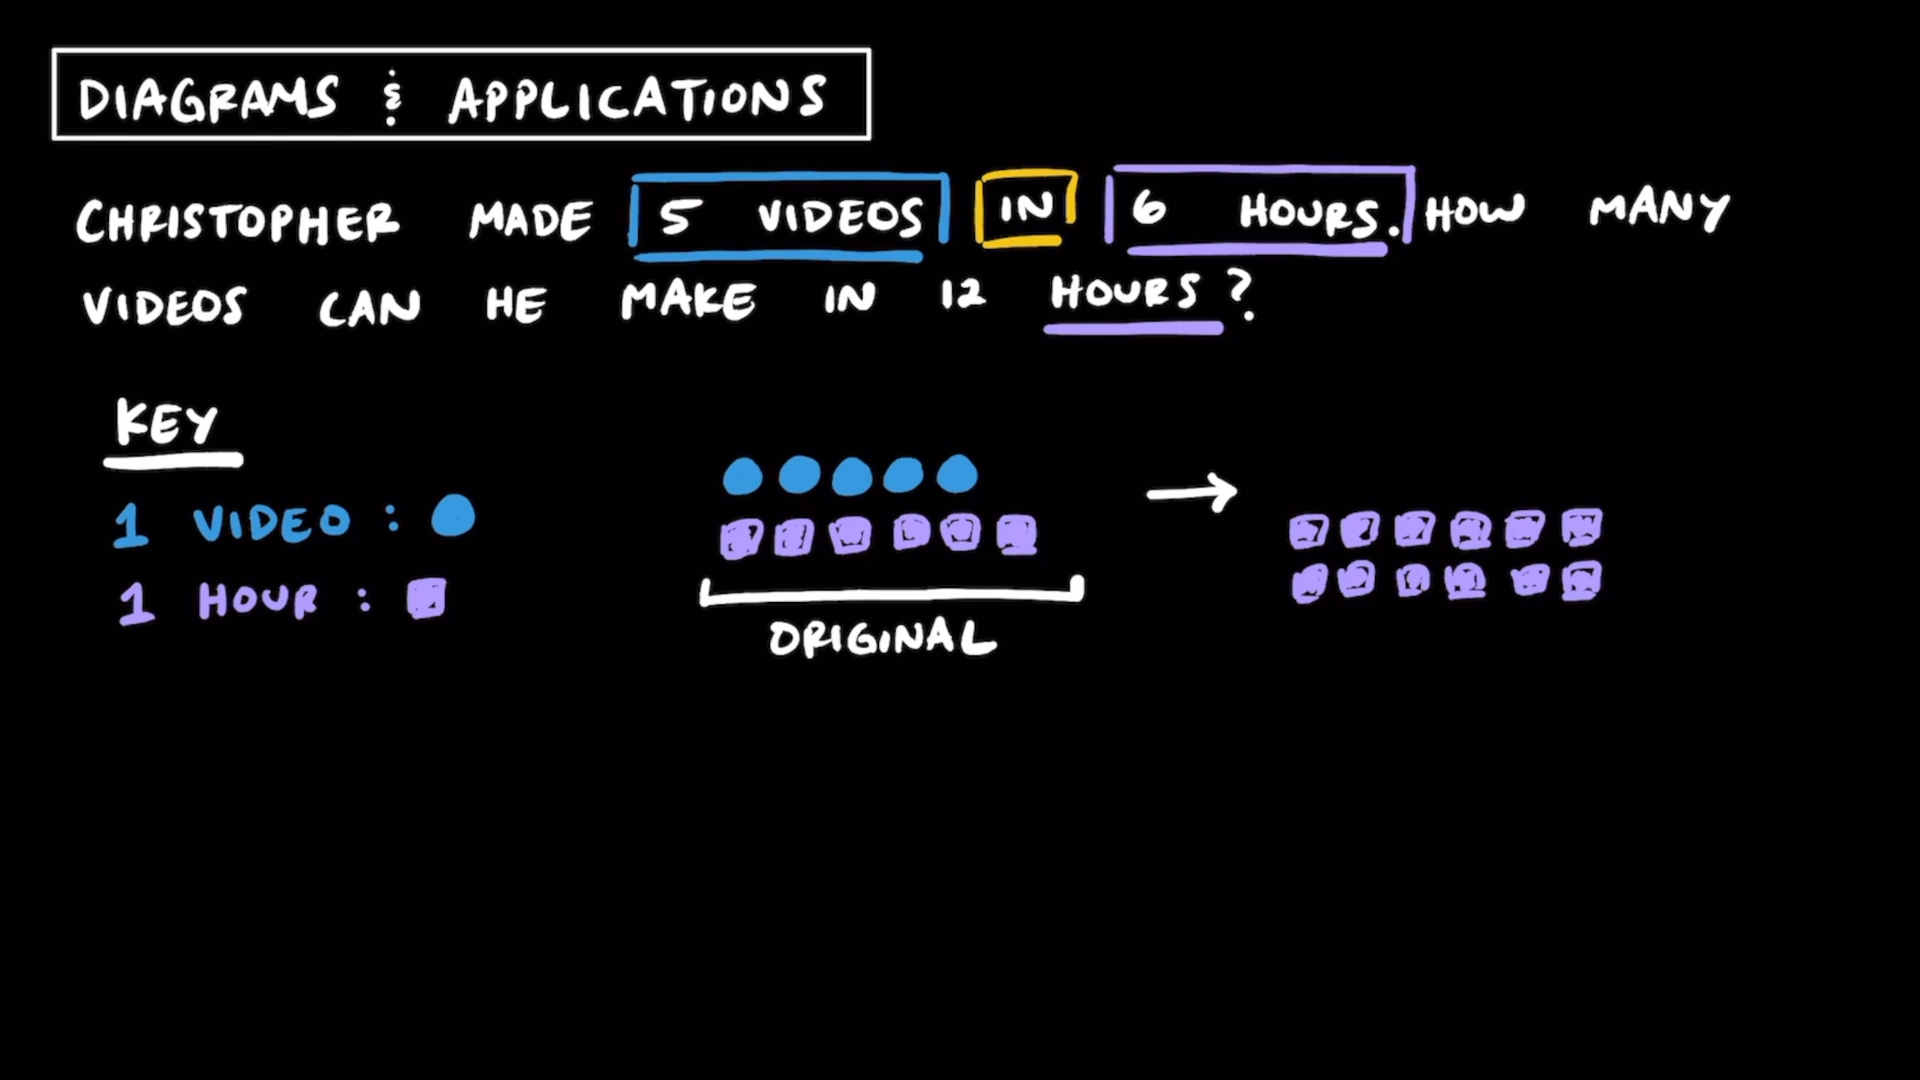 DIAGRAMS & APPLICATIONS
CHRISTOPHER MADE 5 VIDEOS IN 6 HOURS. HOW MANY
VIDEOS CAN HE MAKE IN 12 HOURS?
KEY
1 VIDEO :
1 HOUR :
ORIGINAL